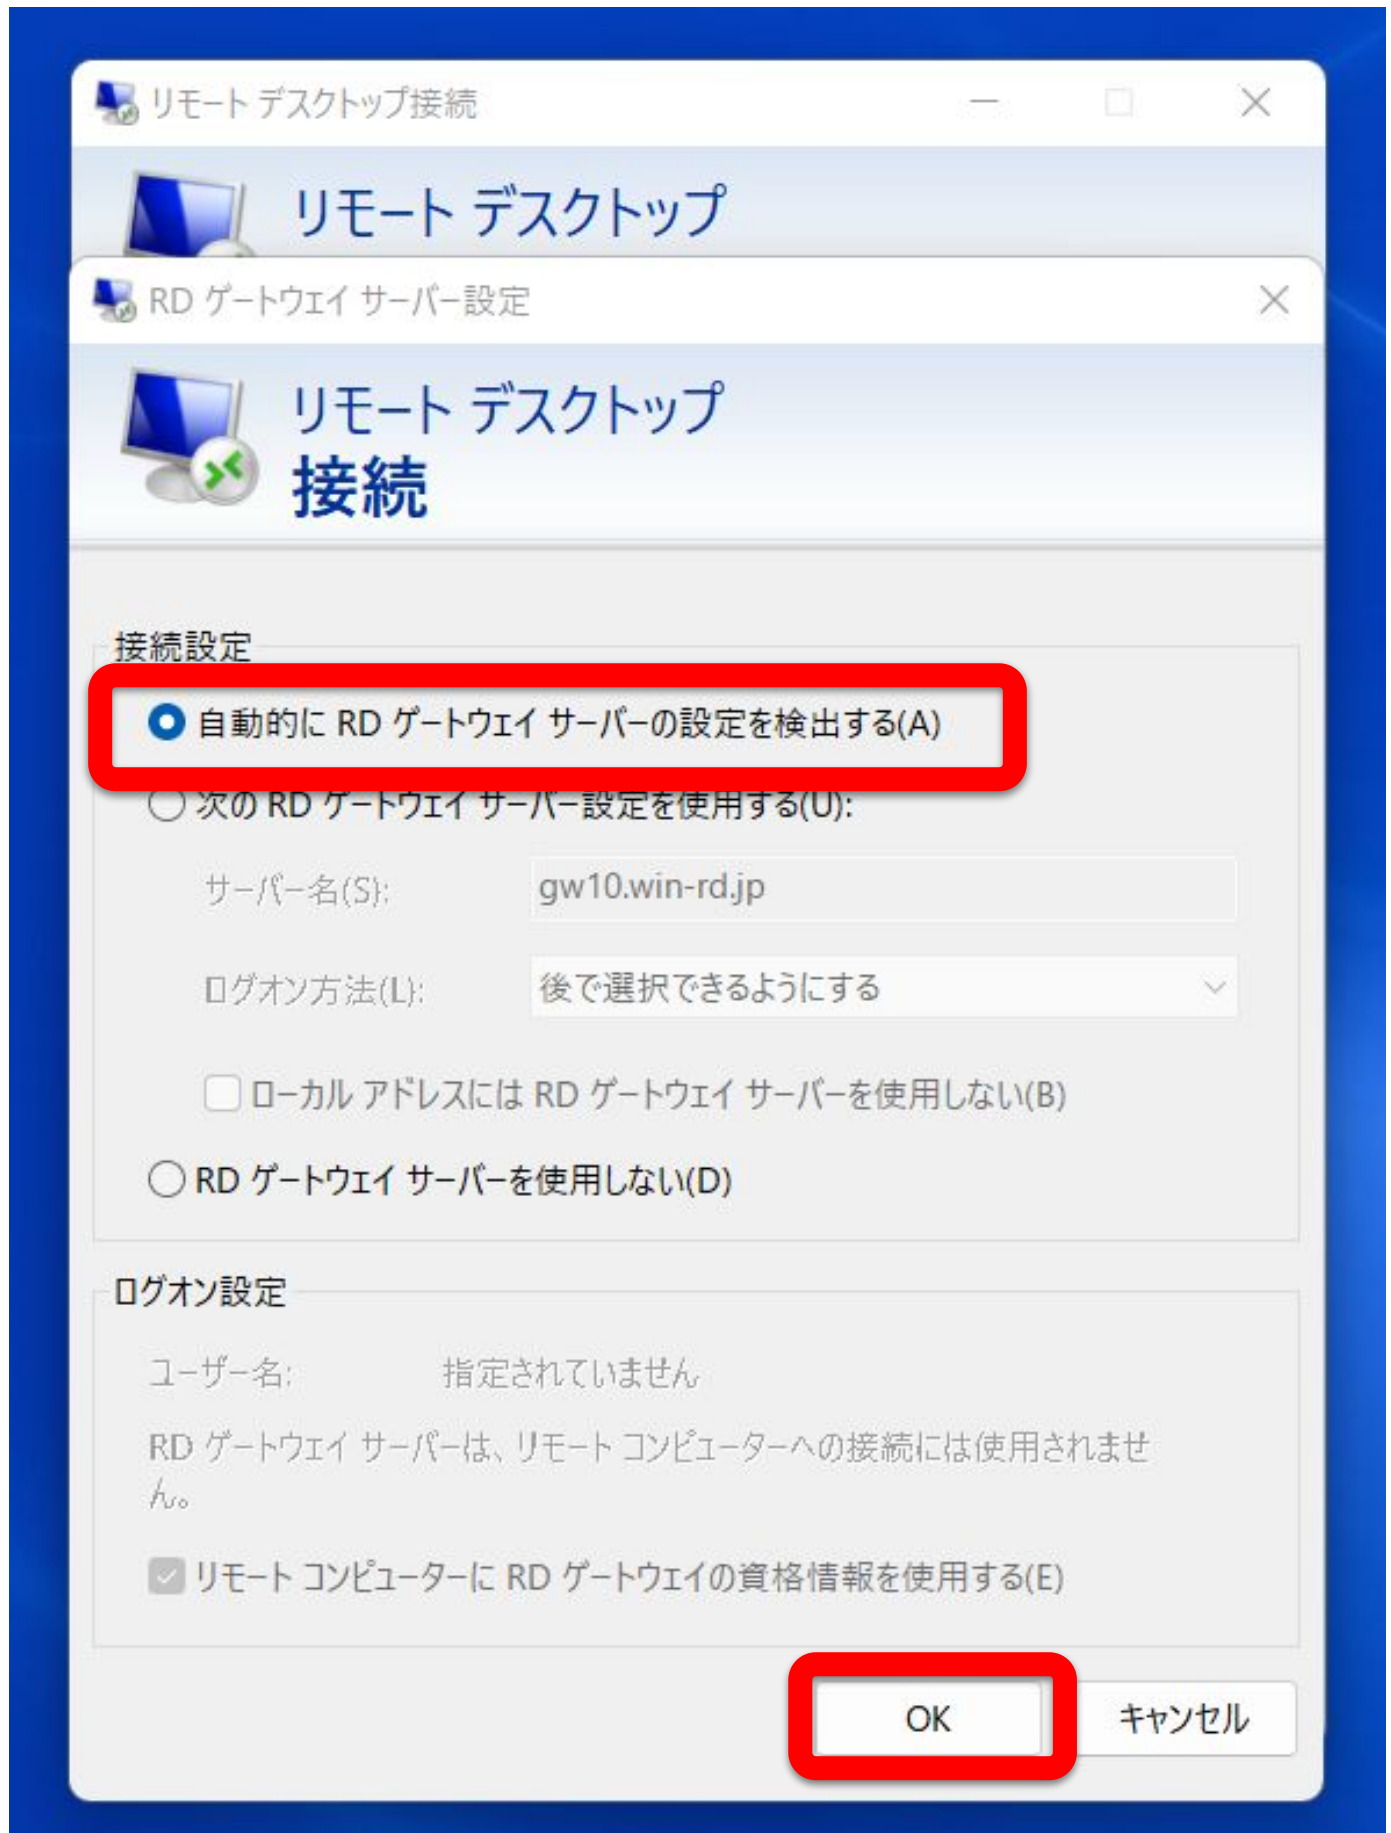 リモート デスクトップ接続
リモート デスクトップ
RD ゲートウェイ サーバー設定
リモート デスクトップ
接続
接続設定
自動的に RD ゲートウェイ サーバーの設定を検出する(A)
次の RD ゲートウェイ サーバー設定を使用する(U):
サーバー名(S): gw10.win-rd.jp
ログオン方法(L): 後で選択できるようにする
ローカル アドレスには RD ゲートウェイ サーバーを使用しない(B)
RD ゲートウェイ サーバーを使用しない(D)
ログオン設定
ユーザー名: 指定されていません
RD ゲートウェイ サーバーは、リモート コンピューターへの接続には使用されませ
ん。
リモート コンピューターに RD ゲートウェイの資格情報を使用する(E)
OK キャンセル